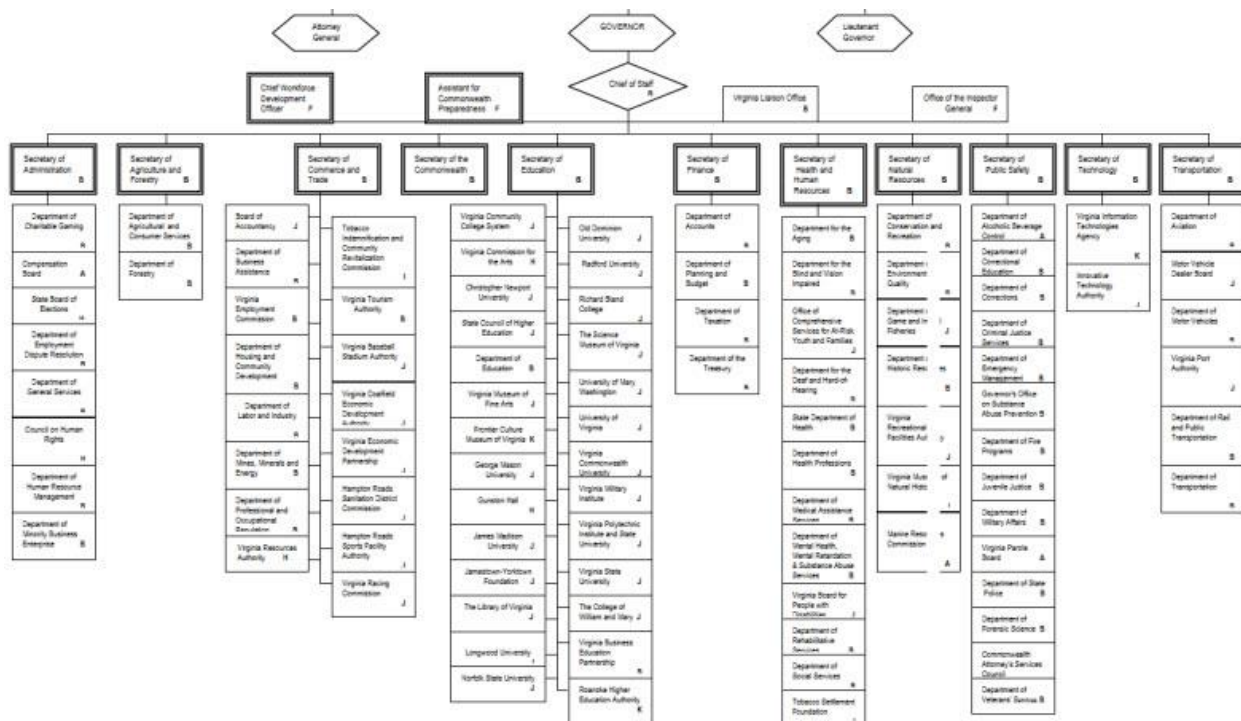 Attorney
General
GOVERNOR
Lieutenant
Governor
Chief of Staff
B
Chief Workforce
Development
Officer F
Assistant for
Commonwealth
Preparedness F
Virginia Liaison Office
B
Office of the Inspector
General F
Secretary of
Administration B
Secretary of
Agriculture and
Forestry B
Secretary of
Commerce and
Trade B
Secretary of the
Commonwealth B
Secretary of
Education B
Secretary of
Finance B
Secretary of
Health and
Human
Resources B
Secretary of
Natural
Resources B
Secretary of
Public Safety
B
Secretary of
Technology B
Secretary of
Transportation B
Department of
Charitable Gaming
Compensation
Board A
State Board of
Elections
H
Department of
Employment
Dispute Resolution
Department of
General Services
Council on Human
Rights
H
Department of
Human Resource
Management
Department of
Minority Business
Enterprise B
Department of
Agricultural and
Consumer Services
B
Department of
Forestry
B
Board of
Accountancy J
Department of
Business
Assistance
Virginia
Employment
Commission B
Department of
Housing and
Community
Development
B
Department of
Labor and Industry
Department of
Mines, Minerals and
Energy B
Department of
Professional and
Occupational
Regulation
Virginia Resources
Authority H
Tobacco
Indemnification and
Community
Revitalization
Commission
Virginia Tourism
Authority
B
Virginia Baseball
Stadium Authority
J
Virginia Coalfield
Economic
Development
Authority J
Virginia Economic
Development
Partnership
Hampton Roads
Sanitation District
Commission
Hampton Roads
Sports Facility
Authority
Virginia Racing
Commission
J
Virginia Community
College System J
Virginia Commission for
the Arts
Christopher Newport
University J
State Council of Higher
Education J
Department of
Education B
Virginia Museum of
Fine Arts J
Frontier Culture
Museum of Virginia K
George Mason
University J
Gunston Hall
H
James Madison
University J
Jamestown-Yorktown
Foundation J
The Library of Virginia
J
Longwood University
Norfolk State University
J
Old Dominion
University J
Radford University
J
Richard Bland
College
J
The Science
Museum of Virginia
J
University of Mary
Washington J
University of
Virginia J
Virginia
Commonwealth
University J
Virginia Military
Institute J
Virginia Polytechnic
Institute and State
University J
Virginia State
University J
The College of
William and Mary J
Virginia Business
Education
Partnership
Roanoke Higher
Education Authority
K
Department of
Accounts
Department of
Planning and
Budget B
Department of
Taxation
Department of the
Treasury
Department for the
Aging B
Department for the
Blind and Vision
Impaired
Office of
Comprehensive
Services for At-Risk
Youth and Families
J
Department for the
Deaf and Hard-of-
Hearing
State Department of
Health B
Department of
Health Professions
B
Department of
Medical Assistance
Services
Department of
Mental Health,
Mental Retardation
& Substance Abuse
Services B
Virginia Board for
People with
Disabilities
Department of
Rehabilitative
Services
Department of
Social Services
Tobacco Settlement
Foundation
Department of
Conservation and
Recreation
Department
Environment
Quality
Department
Game and
Fisheries J
Department
Historic
B
Virginia
Recreational
Facilities
J
Virginia
Natural
Marine
Commission
A
Department of
Alcoholic Beverage
Control A
Department of
Correctional
Education B
Department of
Corrections B
Department of
Criminal Justice
Services B
Department of
Emergency
Management B
Governor's Office
on Substance
Abuse Prevention B
Department of Fire
Programs B
Department of
Juvenile Justice B
Department of
Military Affairs B
Virginia Parole
Board A
Department of State
Police B
Department of
Forensic Science B
Commonwealth
Attorney's Services
Council
Department of
Veterans' Services B
Virginia Information
Technologies
Agency
K
Innovative
Technology
Authority J
Department of
Aviation
Motor Vehicle
Dealer Board
J
Department of
Motor Vehicles
Virginia Port
Authority
J
Department of Rail
and Public
Transportation
B
Department of
Transportation